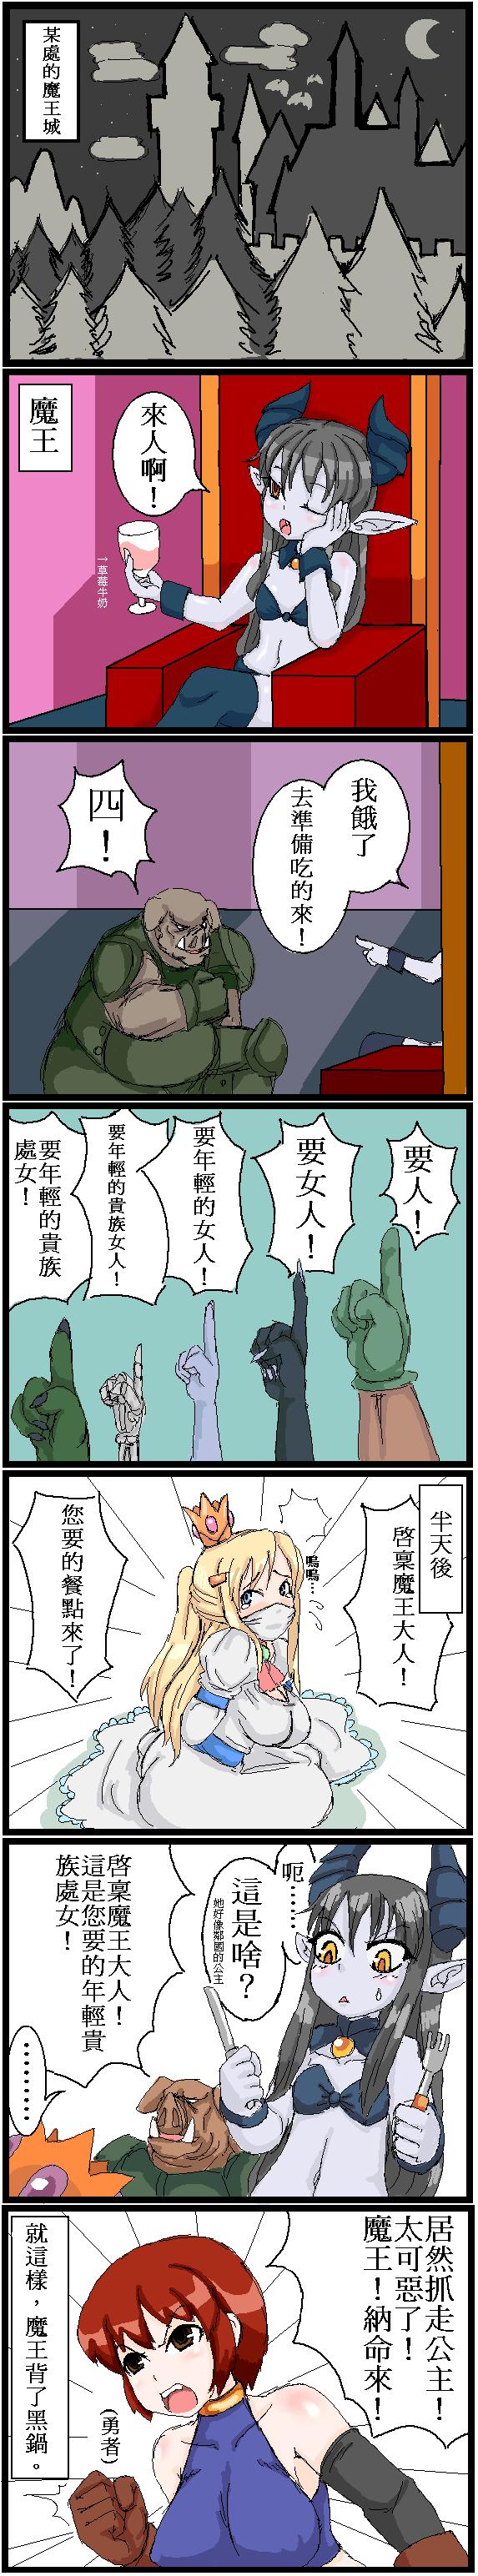 某處的魔王城
魔王
來人啊！
→草莓牛奶
我餓了
去準備吃的來！
四！
要人！
要女人！
要年輕的女人！
要年輕的貴族女人！
要年輕的貴族
處女！
半天後
啓稟魔王大人！
嗚嗚…
您要的餐點來了！
呃……
這是啥？
她好像鄰國的公主
啓稟魔王大人！
這是您要的年輕貴
族處女！
………
居然抓走公主！
太可惡了！
魔王！納命來！
(勇者)
就這樣，魔王背了黑鍋。